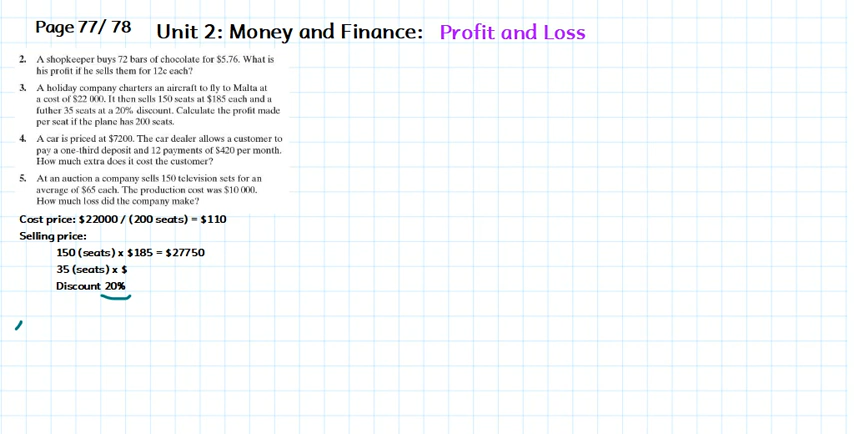 Page 77/ 78
Unit 2: Money and Finance: Profit and Loss
2. A shopkeeper buys 72 bars of chocolate for $5.76. What is
his profit if he sells them for 12c each?
3. A holiday company charters an aircraft to fly to Malta at
a cost of $22 000. It then sells 150 seats at $185 each and a
futher 35 seats at a 20% discount. Calculate the profit made
per seat if the plane has 200 seats.
4. A car is priced at $7200. The car dealer allows a customer to
pay a one-third deposit and 12 payments of $420 per month.
How much extra does it cost the customer?
5. At an auction a company sells 150 television sets for an
average of $65 each. The production cost was $10 000.
How much loss did the company make?
Cost price: $22000 / (200 seats) = $110
Selling price:
150 (seats) x $185 = $27750
35 (seats) x $
Discount 20%